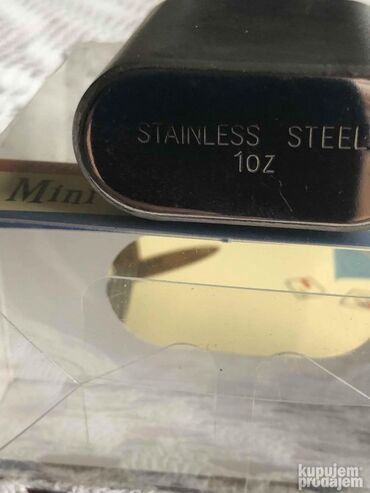 STAINLESS STEEL
1oz
Mini
kupujem
prodajem